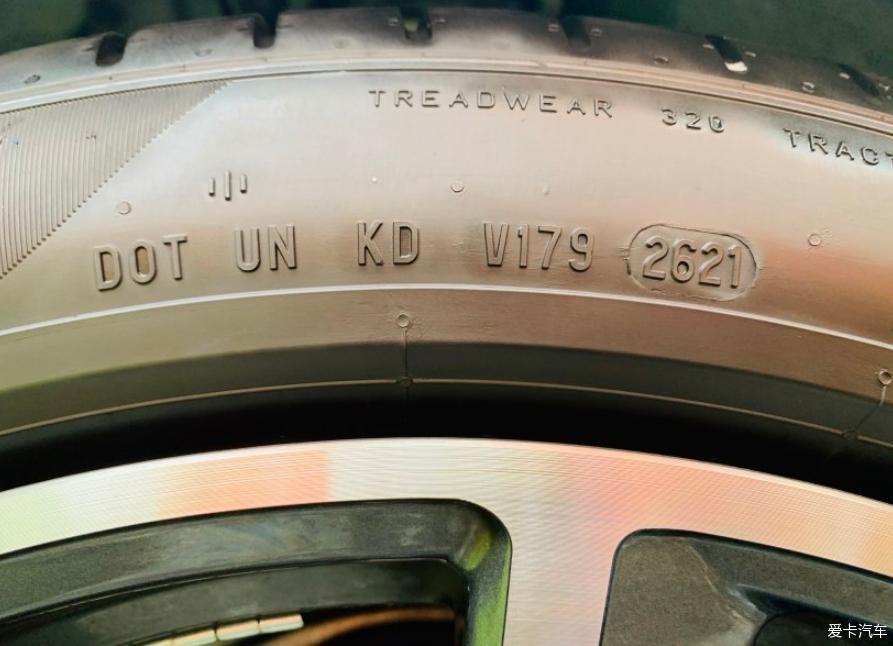 TREADWEAR 320 TRACT
DOT UN KD V179 2621
爱卡汽车